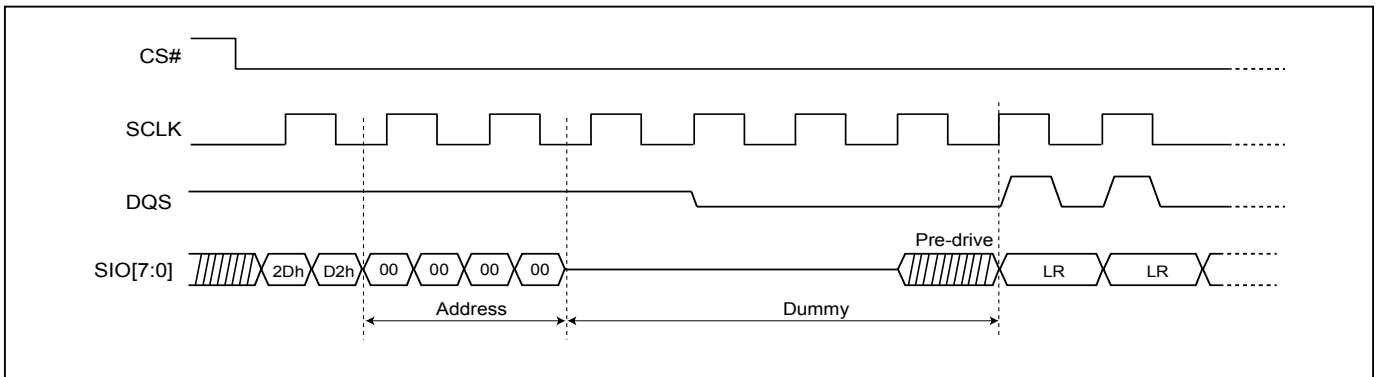 CS#
SCLK
DQS
Pre-drive
SIO[7:0] 2Dh D2h 00 00 00 00 LR LR
Address Dummy